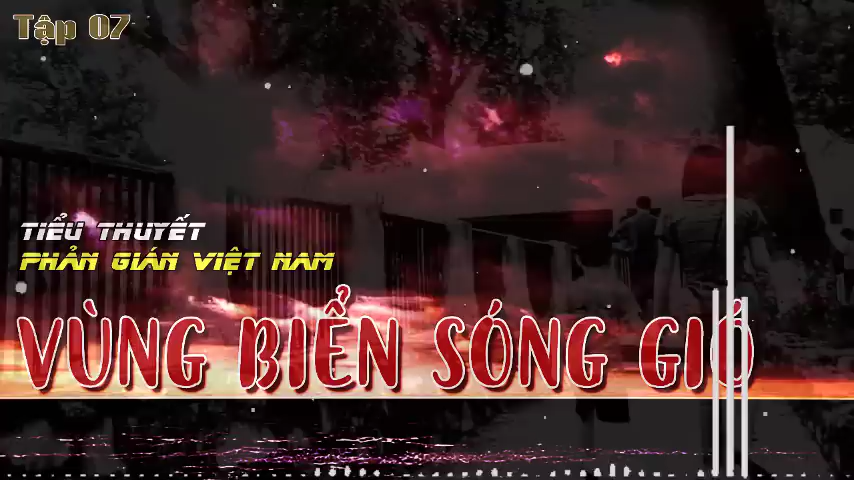 Tập 07
TIỂU THUYẾT
PHẢN GIÁN VIỆT NAM
VÙNG BIỂN SÓNG GIÓ